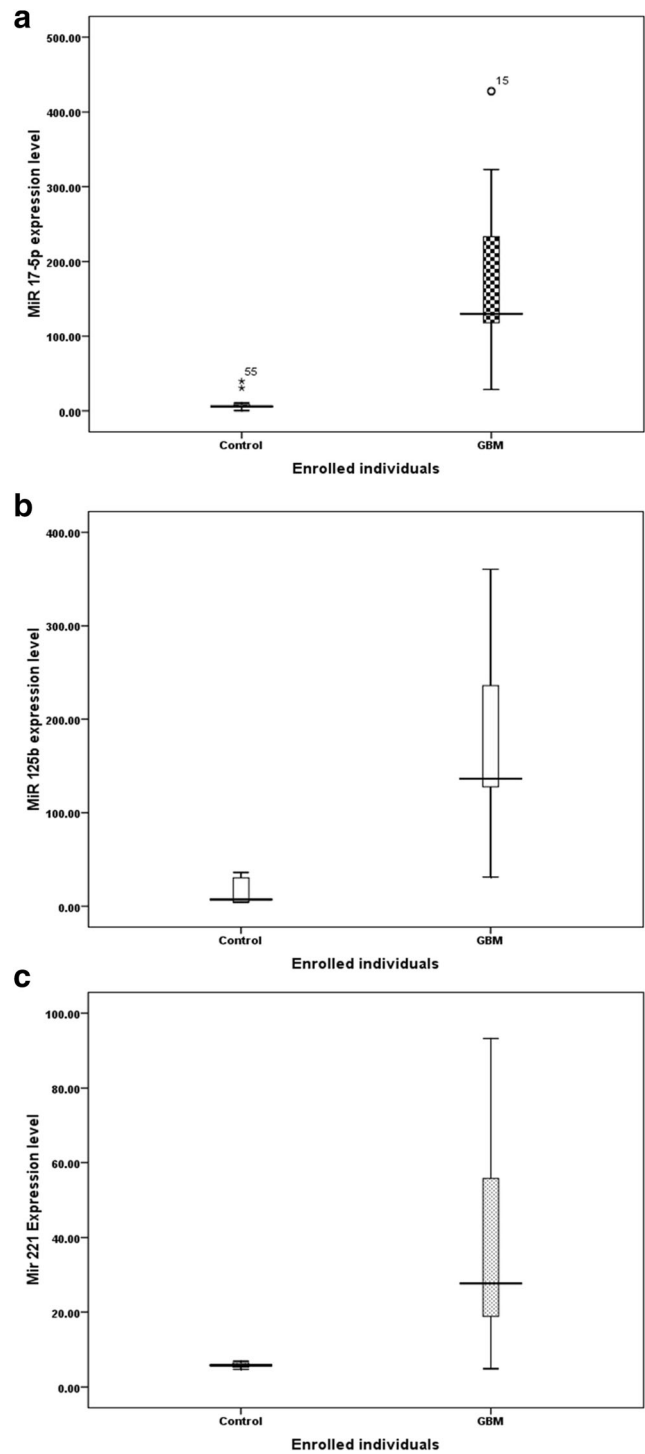 a
500.00
400.00
300.00
200.00
100.00
0.00
MiR 17-5p expression level
15
55
*
*
Control GBM
Enrolled individuals
b
400.00
300.00
200.00
100.00
0.00
MiR 125b expression level
Control GBM
Enrolled individuals
c
100.00
80.00
60.00
40.00
20.00
0.00
Mir 221 Expression level
Control GBM
Enrolled individuals